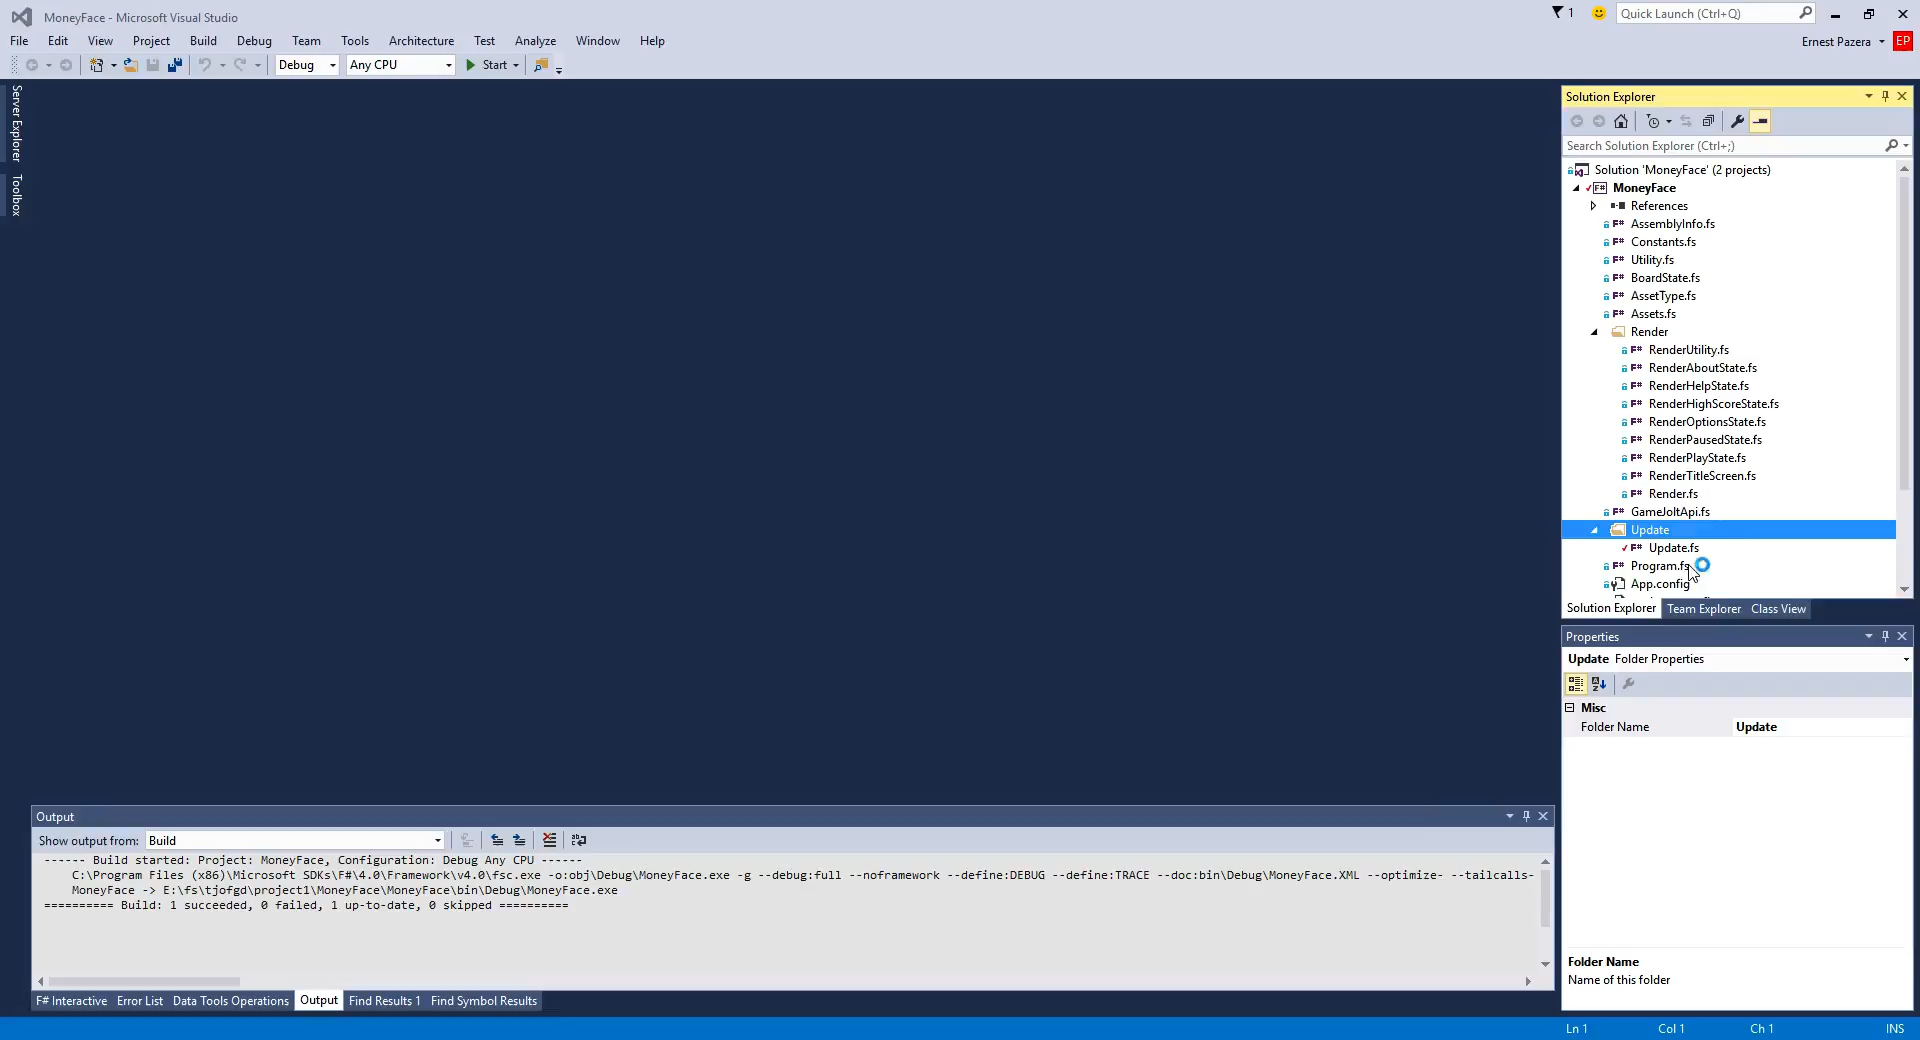 MoneyFace - Microsoft Visual Studio
1
Quick Launch (Ctrl+Q)
File Edit View Project Build Debug Team Tools Architecture Test Analyze Window Help
Ernest Pazera EP
Debug Any CPU Start
Server Explorer
Toolbox
Solution Explorer
Search Solution Explorer (Ctrl+;)
Solution 'MoneyFace' (2 projects)
F# MoneyFace
References
F# AssemblyInfo.fs
F# Constants.fs
F# Utility.fs
F# BoardState.fs
F# AssetType.fs
F# Assets.fs
Render
F# RenderUtility.fs
F# RenderAboutState.fs
F# RenderHelpState.fs
F# RenderHighScoreState.fs
F# RenderOptionsState.fs
F# RenderPausedState.fs
F# RenderPlayState.fs
F# RenderTitleScreen.fs
F# Render.fs
F# GameJoltApi.fs
Update
F# Update.fs
F# Program.fs
App.config
Solution Explorer Team Explorer Class View
Properties
Update Folder Properties
Misc
Folder Name Update
Folder Name
Name of this folder
Output
Show output from: Build
------ Build started: Project: MoneyFace, Configuration: Debug Any CPU ------
C:\Program Files (x86)\Microsoft SDKs\F#\4.0\Framework\v4.0\fsc.exe -o:obj\Debug\MoneyFace.exe -g --debug:full --noframework --define:DEBUG --define:TRACE --doc:bin\Debug\MoneyFace.XML --optimize- --tailcalls-
MoneyFace -> E:\fs\tjofgd\project1\MoneyFace\MoneyFace\bin\Debug\MoneyFace.exe
========== Build: 1 succeeded, 0 failed, 1 up-to-date, 0 skipped ==========
F# Interactive Error List Data Tools Operations Output Find Results 1 Find Symbol Results
Ln 1 Col 1 Ch 1 INS